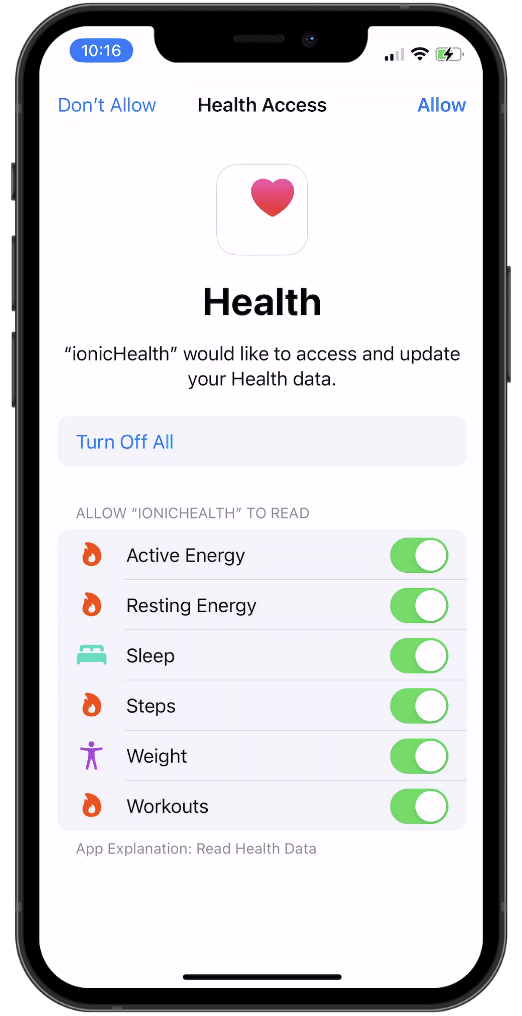 10:16
Don’t Allow Health Access Allow
Health
“ionicHealth” would like to access and update
your Health data.
Turn Off All
ALLOW “IONICHEALTH” TO READ
Active Energy
Resting Energy
Sleep
Steps
Weight
Workouts
App Explanation: Read Health Data